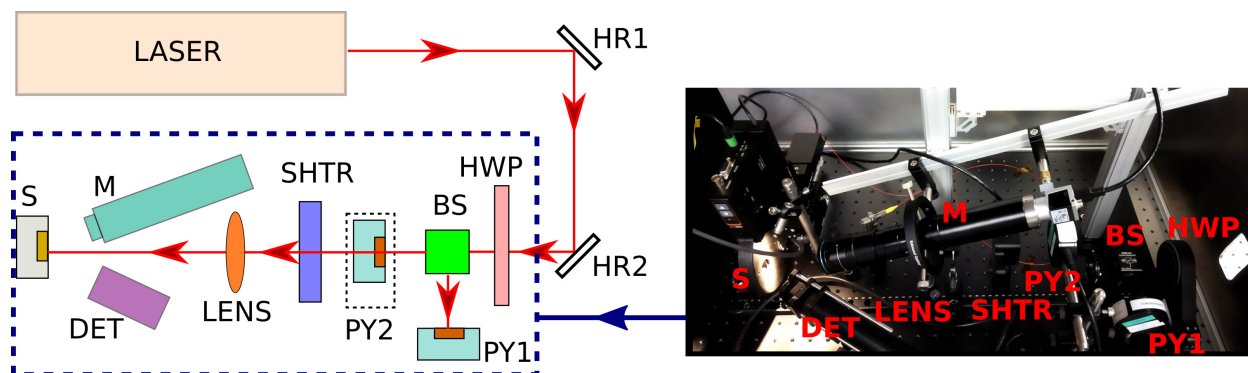 LASER
HR1
S
M
SHTR
HWP
BS
HR2
LENS
DET
PY2
PY1
M
BS
HWP
S
PY2
LENS
SHTR
DET
PY1